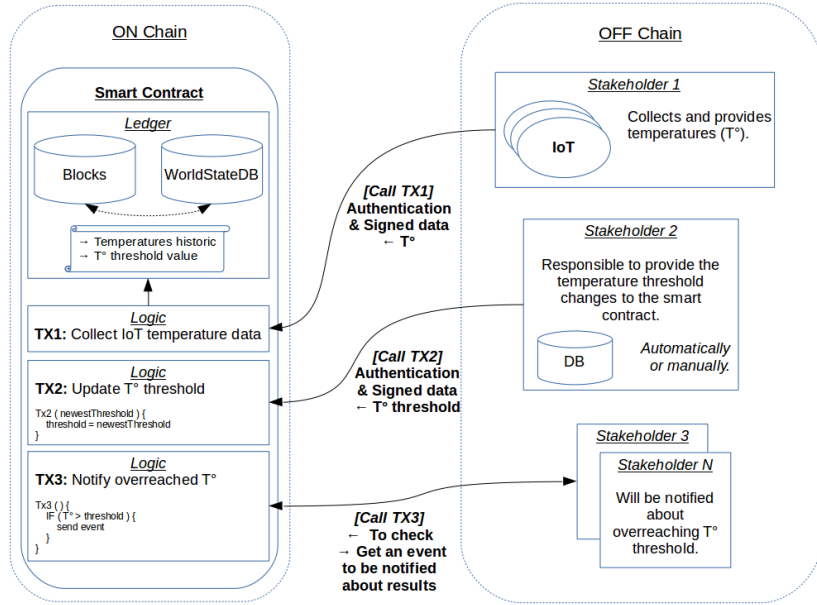 ON Chain
Smart Contract
Ledger
Blocks
WorldStateDB
→ Temperatures historic
→ T° threshold value
Logic
TX1: Collect IoT temperature data
Logic
TX2: Update T° threshold
Tx2 ( newestThreshold ) {
threshold = newestThreshold
}
Logic
TX3: Notify overreached T°
Tx3 ( ) {
IF ( T° > threshold ) {
send event
}
}
[Call TX1]
Authentication
& Signed data
← T°
[Call TX2]
Authentication
& Signed data
← T° threshold
[Call TX3]
← To check
→ Get an event
to be notified
about results
OFF Chain
Stakeholder 1
IoT
Collects and provides
temperatures (T°).
Stakeholder 2
Responsible to provide the
temperature threshold
changes to the smart
contract.
DB
Automatically
or manually.
Stakeholder 3
Stakeholder N
Will be notified
about
overreaching T°
threshold.